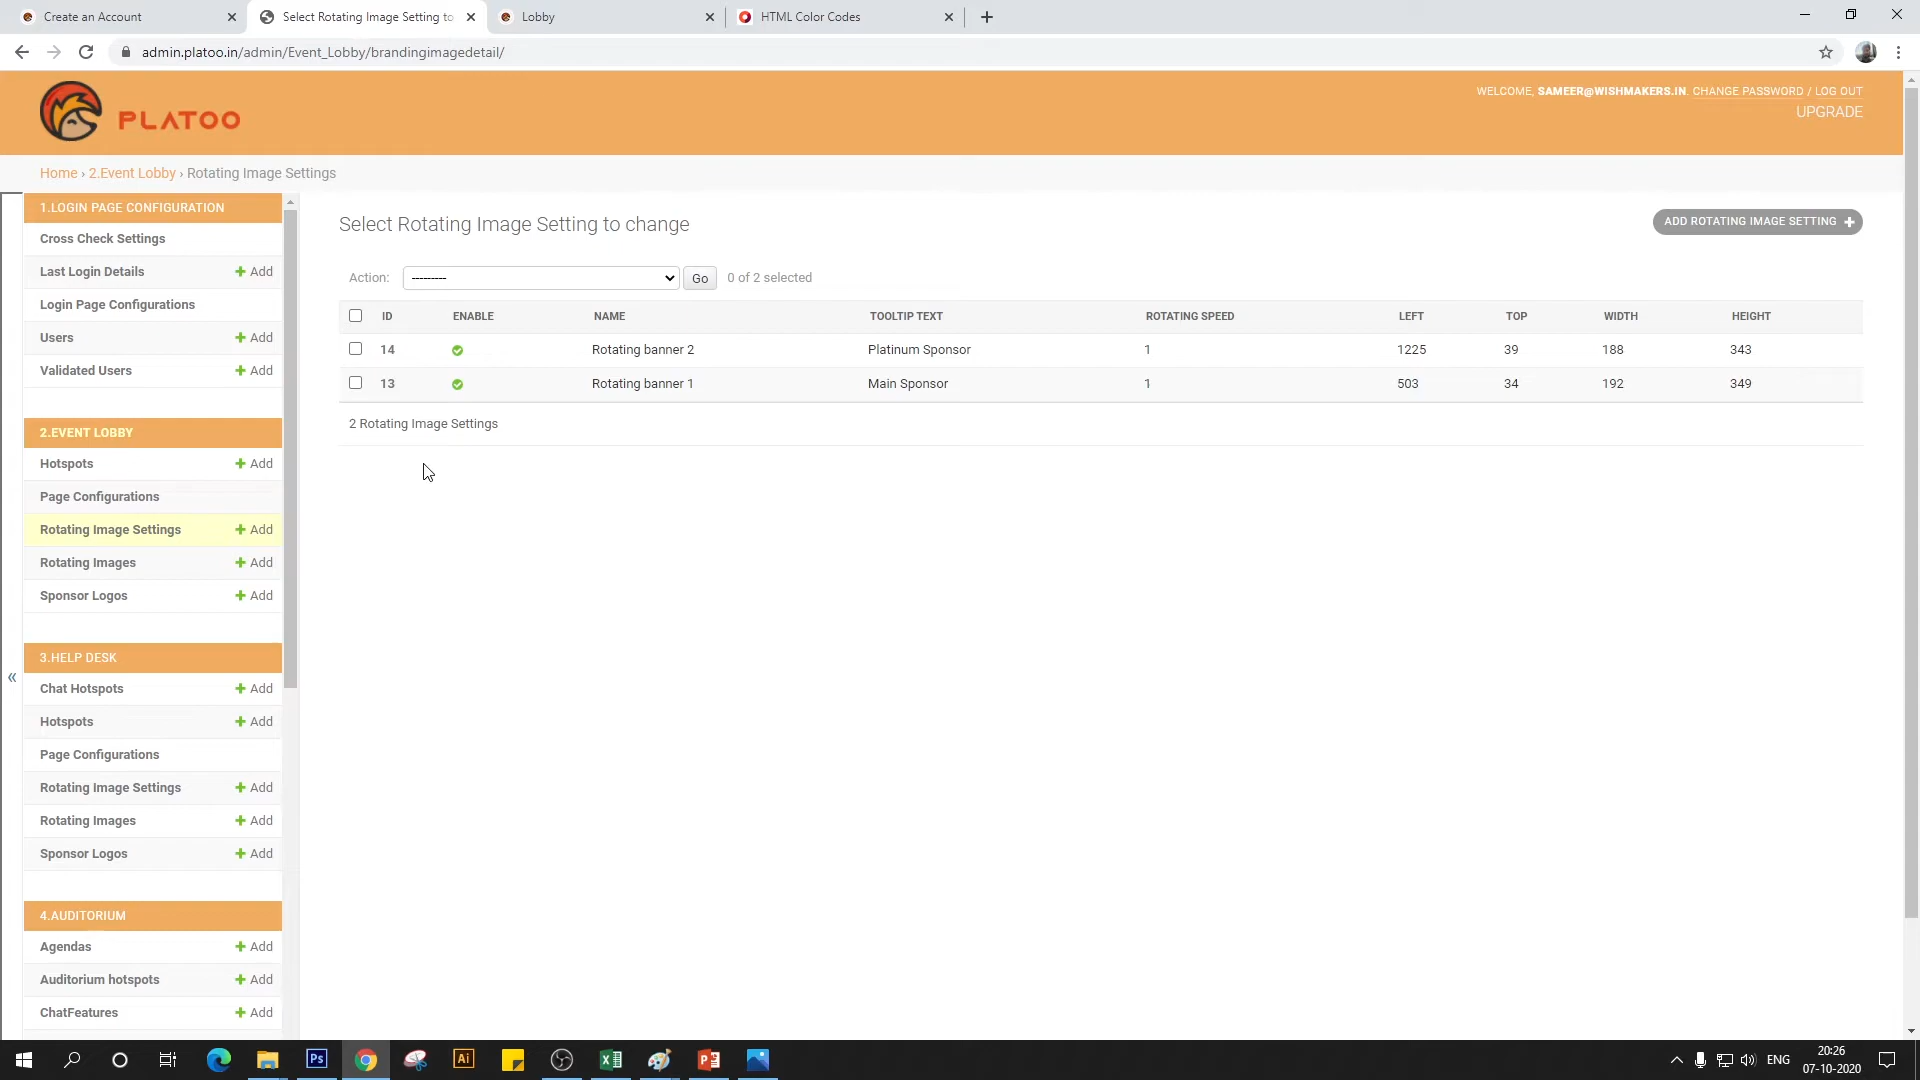 Create an Account
Select Rotating Image Setting to
Lobby
HTML Color Codes
admin.platoo.in/admin/Event_Lobby/brandingimagedetail/
PLATOO
WELCOME, SAMEER@WISHMAKERS.IN. CHANGE PASSWORD / LOG OUT
UPGRADE
Home › 2.Event Lobby › Rotating Image Settings
1.LOGIN PAGE CONFIGURATION
Cross Check Settings
Last Login Details Add
Login Page Configurations
Users Add
Validated Users Add
2.EVENT LOBBY
Hotspots Add
Page Configurations
Rotating Image Settings Add
Rotating Images Add
Sponsor Logos Add
3.HELP DESK
Chat Hotspots Add
Hotspots Add
Page Configurations
Rotating Image Settings Add
Rotating Images Add
Sponsor Logos Add
4.AUDITORIUM
Agendas Add
Auditorium hotspots Add
ChatFeatures Add
«
Select Rotating Image Setting to change
ADD ROTATING IMAGE SETTING +
Action: --------- Go 0 of 2 selected
ID ENABLE NAME TOOLTIP TEXT ROTATING SPEED LEFT TOP WIDTH HEIGHT
14 Rotating banner 2 Platinum Sponsor 1 1225 39 188 343
13 Rotating banner 1 Main Sponsor 1 503 34 192 349
2 Rotating Image Settings
Ps
Ai
ENG
20:26
07-10-2020